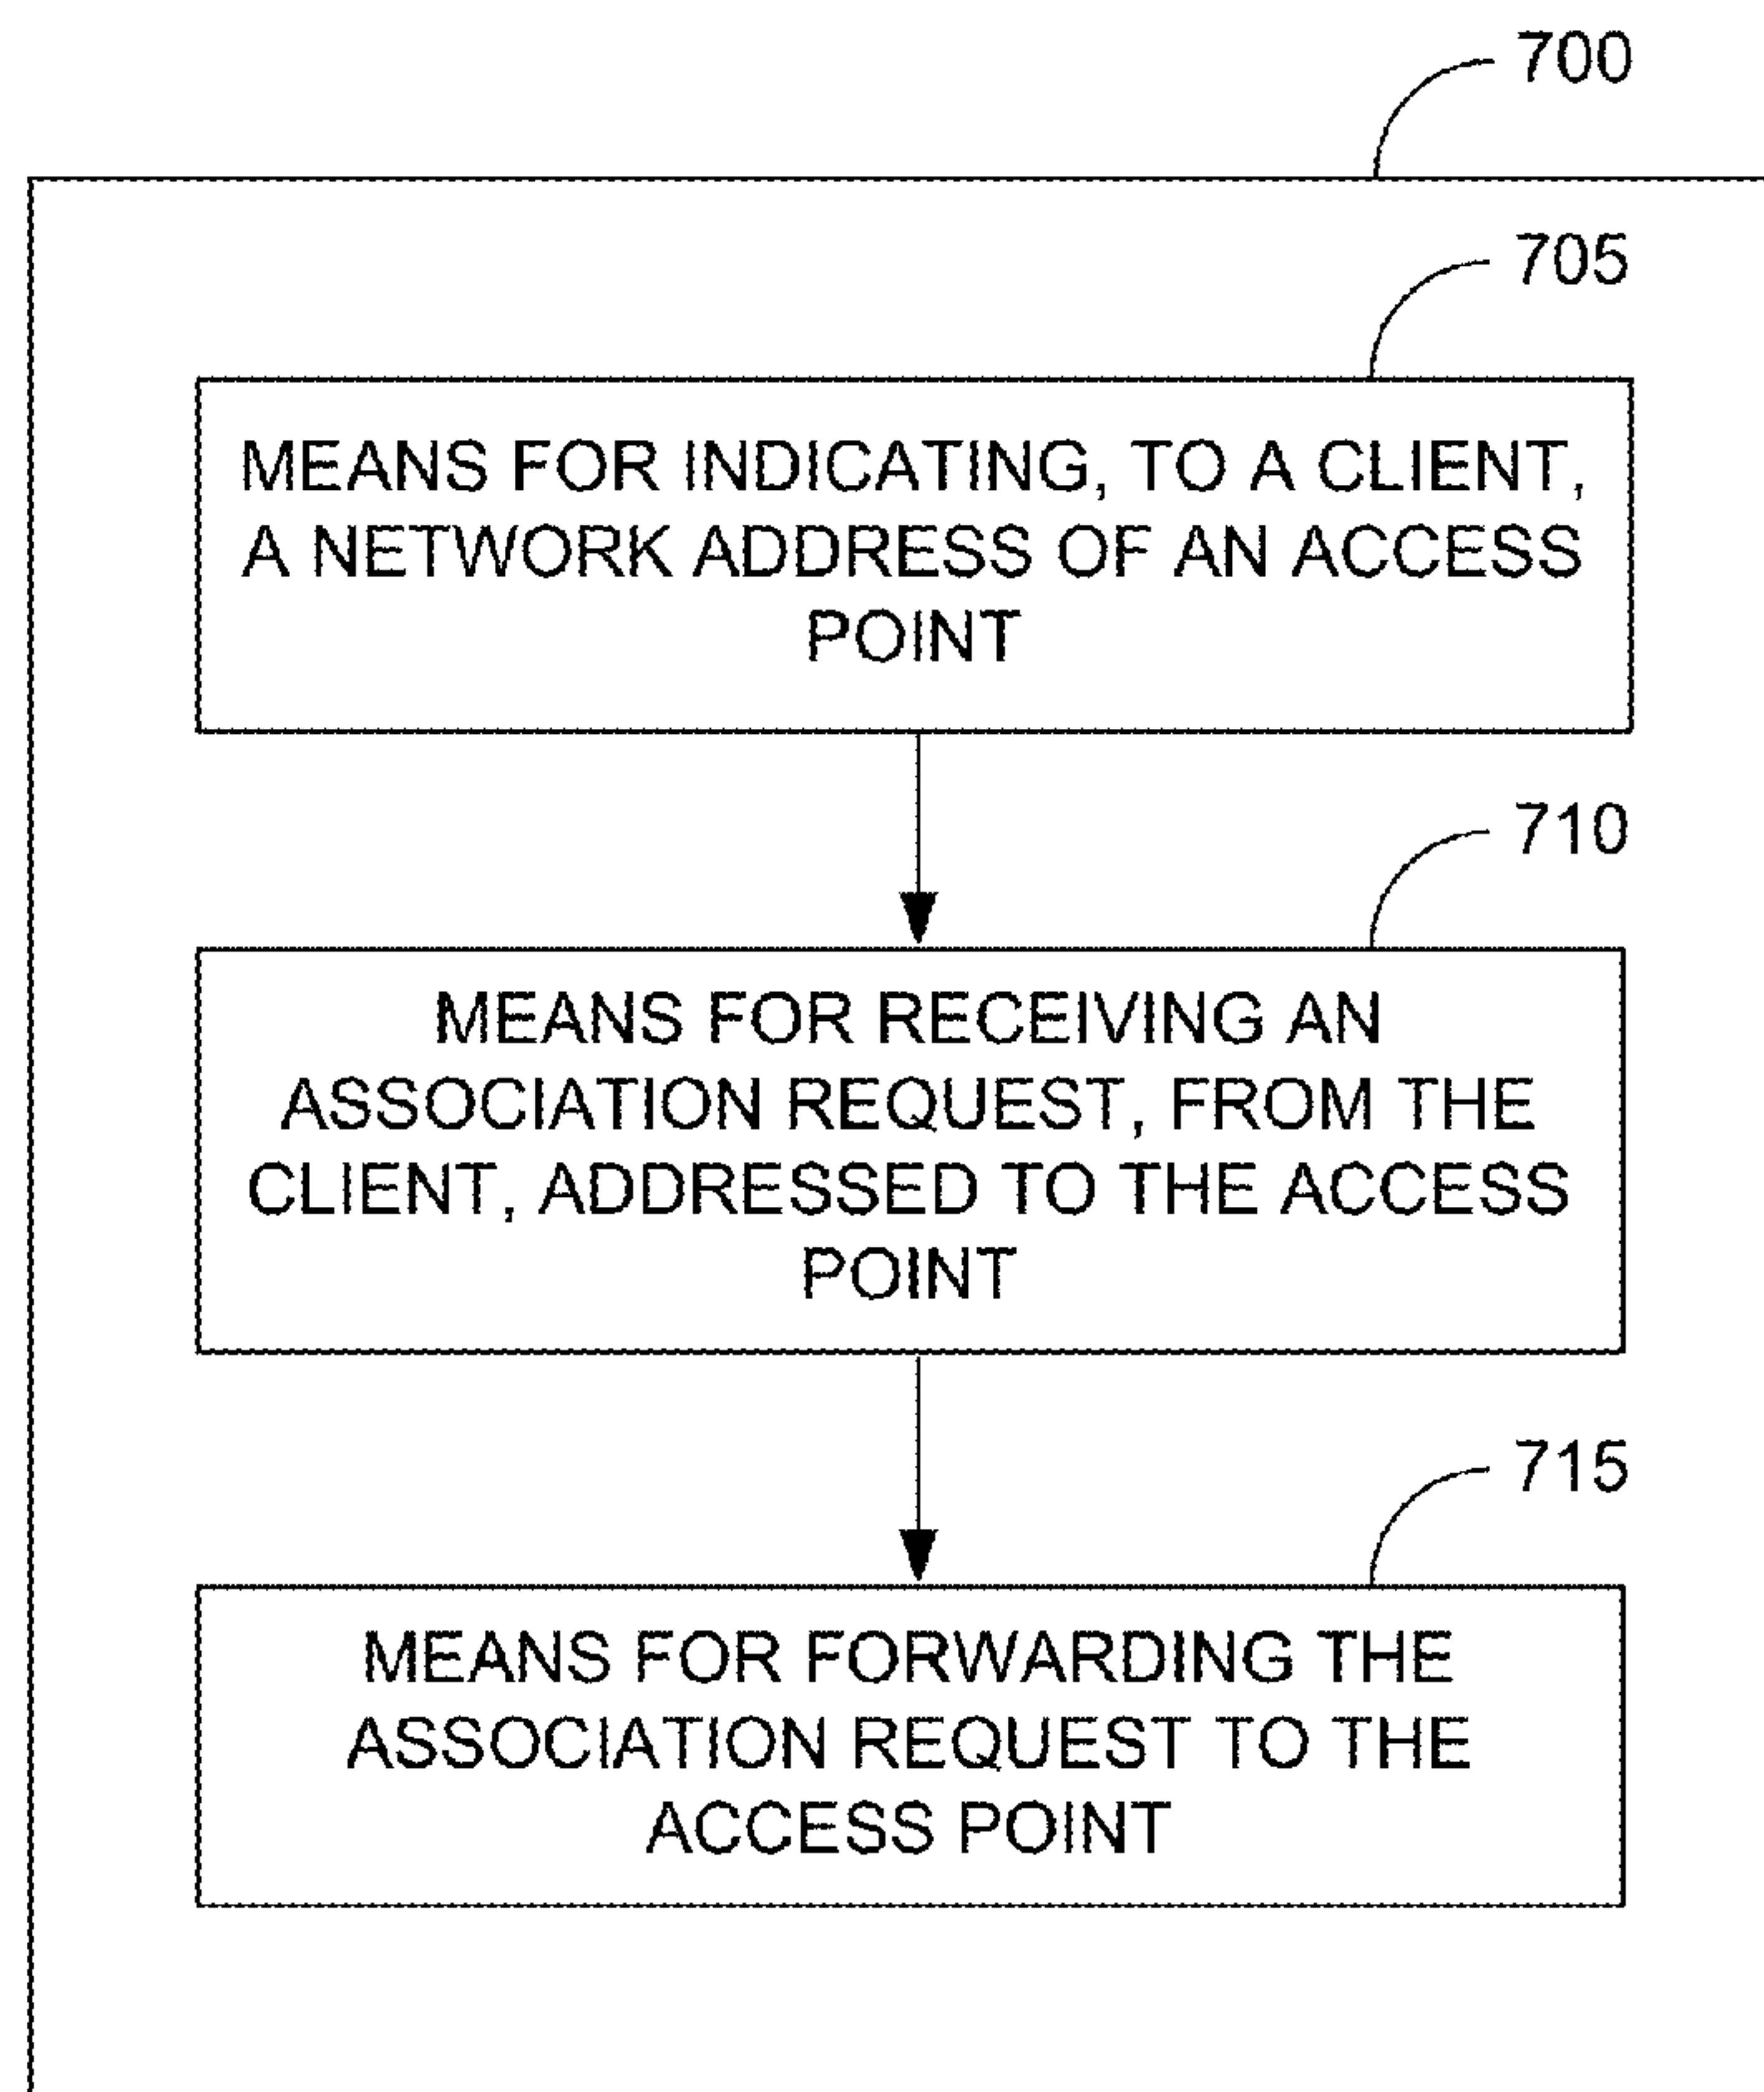 700
705
MEANS FOR INDICATING, TO A CLIENT,
A NETWORK ADDRESS OF AN ACCESS
POINT
710
MEANS FOR RECEIVING AN
ASSOCIATION REQUEST, FROM THE
CLIENT, ADDRESSED TO THE ACCESS
POINT
715
MEANS FOR FORWARDING THE
ASSOCIATION REQUEST TO THE
ACCESS POINT